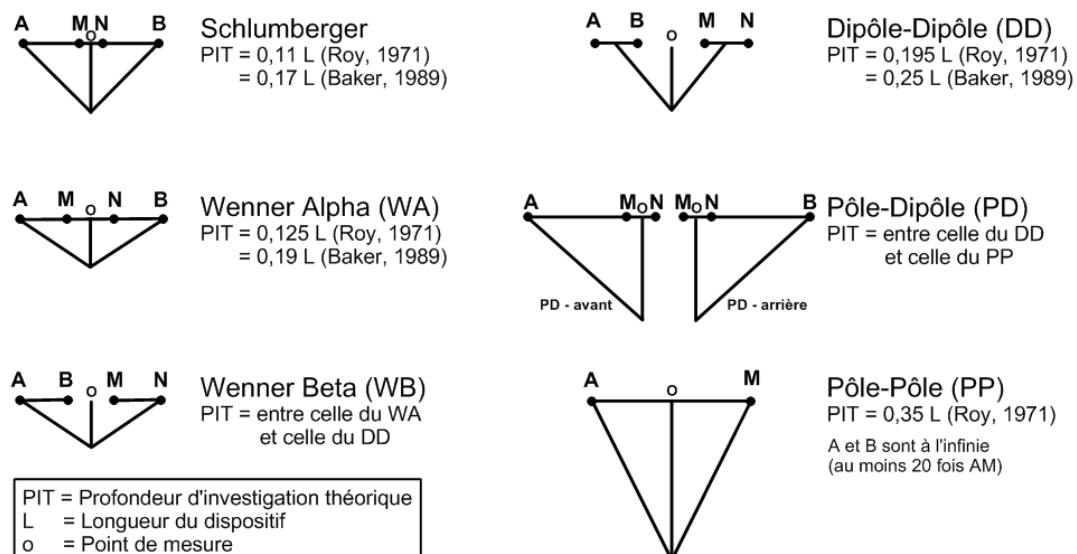 A M N B
o
Schlumberger
PIT = 0,11 L (Roy, 1971)
= 0,17 L (Baker, 1989)
A B o M N
Dipôle-Dipôle (DD)
PIT = 0,195 L (Roy, 1971)
= 0,25 L (Baker, 1989)
A M o N B
Wenner Alpha (WA)
PIT = 0,125 L (Roy, 1971)
= 0,19 L (Baker, 1989)
A M o N M o N B
PD - avant
PD - arrière
Pôle-Dipôle (PD)
PIT = entre celle du DD
et celle du PP
A B o M N
Wenner Beta (WB)
PIT = entre celle du WA
et celle du DD
A o M
Pôle-Pôle (PP)
PIT = 0,35 L (Roy, 1971)
A et B sont à l'infinie
(au moins 20 fois AM)
PIT = Profondeur d'investigation théorique
L = Longueur du dispositif
o = Point de mesure